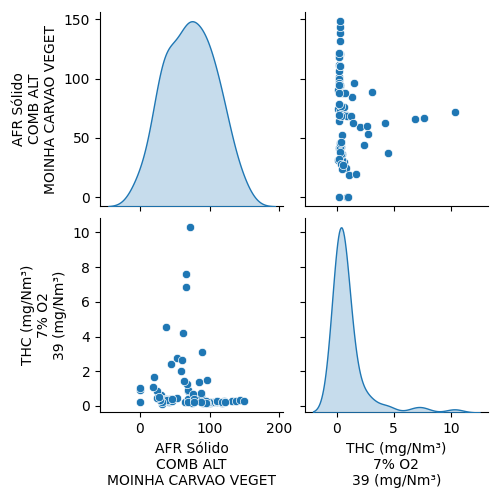 150
100
50
0
AFR Sólido
COMB ALT
MOINHA CARVAO VEGET
10
8
6
4
2
0
THC (mg/Nm³)
7% O2
39 (mg/Nm³)
0
100
200
AFR Sólido
COMB ALT
MOINHA CARVAO VEGET
0
5
10
THC (mg/Nm³)
7% O2
39 (mg/Nm³)